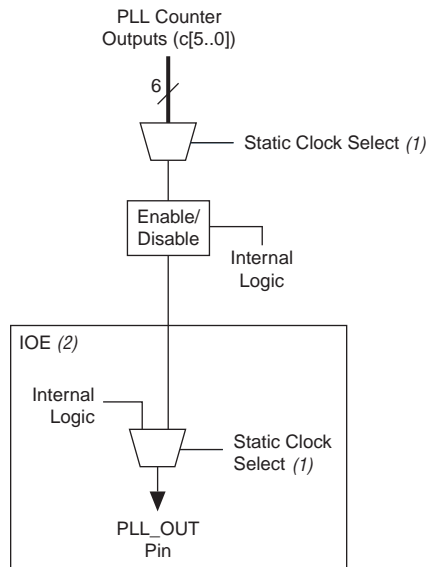 PLL Counter
Outputs (c[5..0])
6
Static Clock Select (1)
Enable/
Disable
Internal
Logic
IOE (2)
Internal
Logic
Static Clock
Select (1)
PLL_OUT
Pin